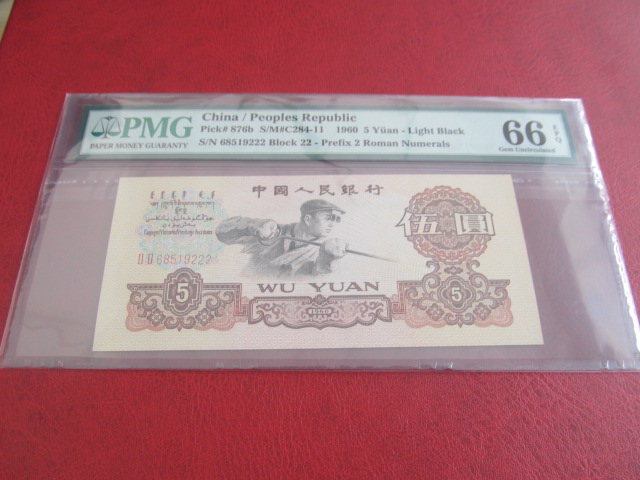 PMG
PAPER MONEY GUARANTY
China / Peoples Republic
Pick# 876b S/M#C284-11 1960 5 Yüan - Light Black
S/N 68519222 Block 22 - Prefix 2 Roman Numerals
66 EPQ
Gem Uncirculated
中國人民銀行
伍圓
II II 68519222
5
WU YUAN
1960
5